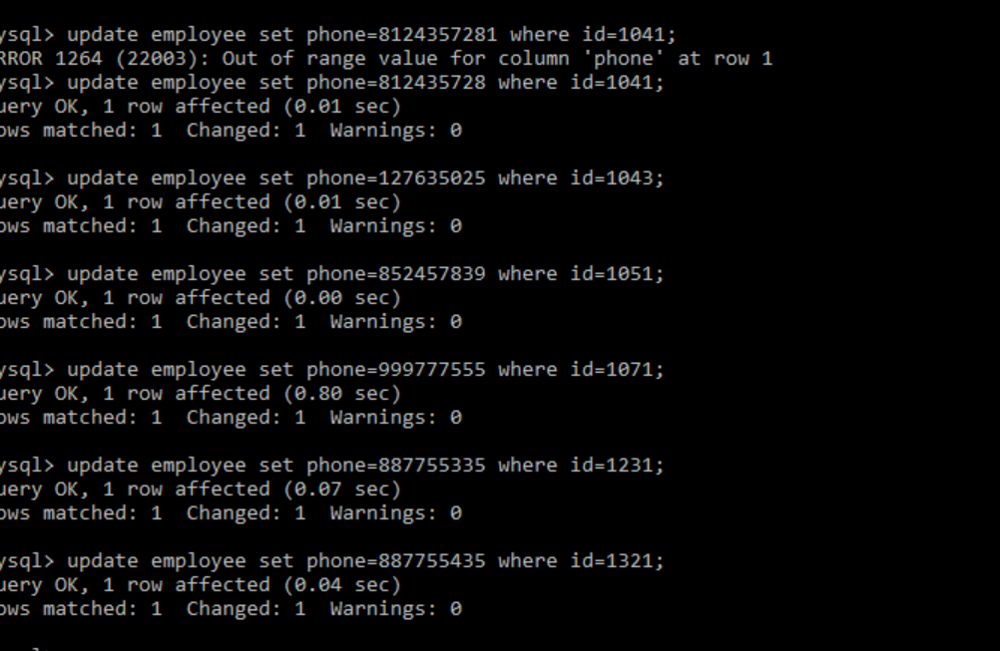 ysql> update employee set phone=8124357281 where id=1041;
RROR 1264 (22003): Out of range value for column 'phone' at row 1
ysql> update employee set phone=812435728 where id=1041;
uery OK, 1 row affected (0.01 sec)
ows matched: 1  Changed: 1  Warnings: 0
ysql> update employee set phone=127635025 where id=1043;
uery OK, 1 row affected (0.01 sec)
ows matched: 1  Changed: 1  Warnings: 0
ysql> update employee set phone=852457839 where id=1051;
uery OK, 1 row affected (0.00 sec)
ows matched: 1  Changed: 1  Warnings: 0
ysql> update employee set phone=999777555 where id=1071;
uery OK, 1 row affected (0.80 sec)
ows matched: 1  Changed: 1  Warnings: 0
ysql> update employee set phone=887755335 where id=1231;
uery OK, 1 row affected (0.07 sec)
ows matched: 1  Changed: 1  Warnings: 0
ysql> update employee set phone=887755435 where id=1321;
uery OK, 1 row affected (0.04 sec)
ows matched: 1  Changed: 1  Warnings: 0